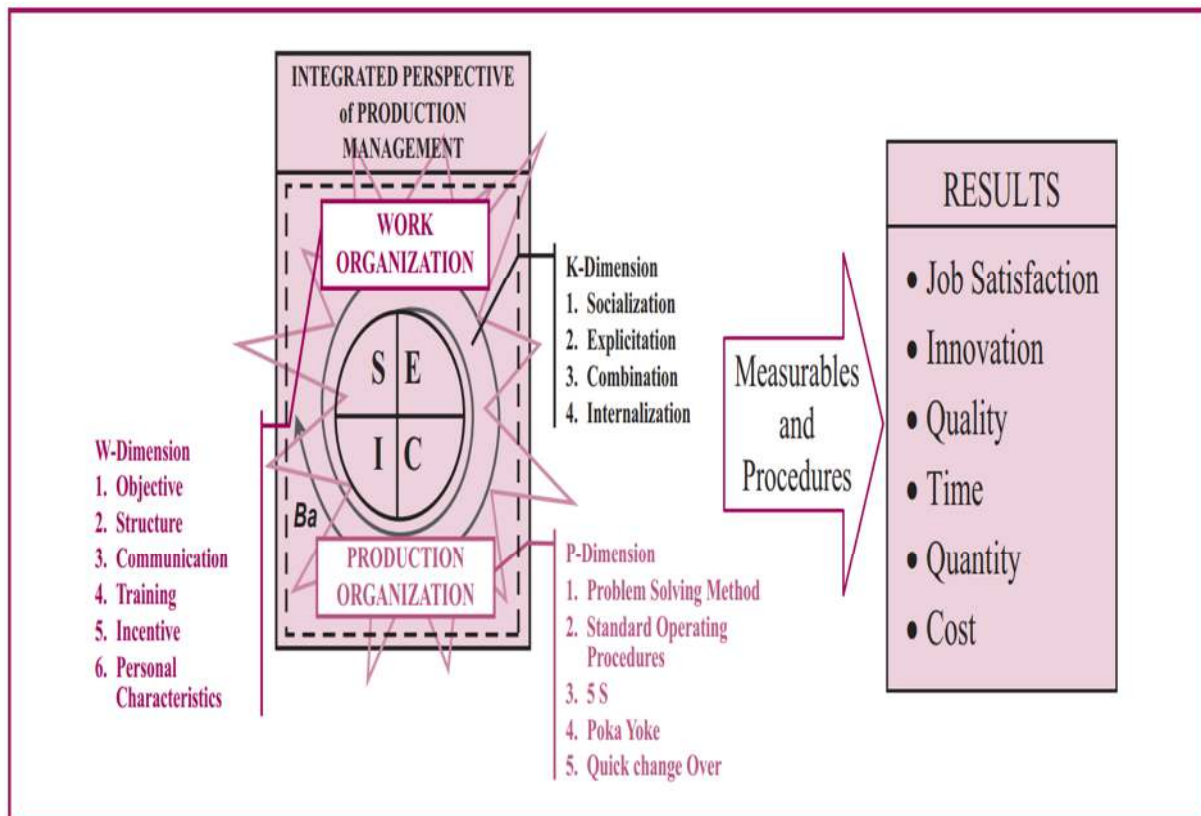 INTEGRATED PERSPECTIVE
of PRODUCTION
MANAGEMENT
WORK
ORGANIZATION
S E
I C
Ba
PRODUCTION
ORGANIZATION
W-Dimension
1. Objective
2. Structure
3. Communication
4. Training
5. Incentive
6. Personal
Characteristics
K-Dimension
1. Socialization
2. Explicitation
3. Combination
4. Internalization
P-Dimension
1. Problem Solving Method
2. Standard Operating
Procedures
3. 5 S
4. Poka Yoke
5. Quick change Over
Measurables
and
Procedures
RESULTS
• Job Satisfaction
• Innovation
• Quality
• Time
• Quantity
• Cost